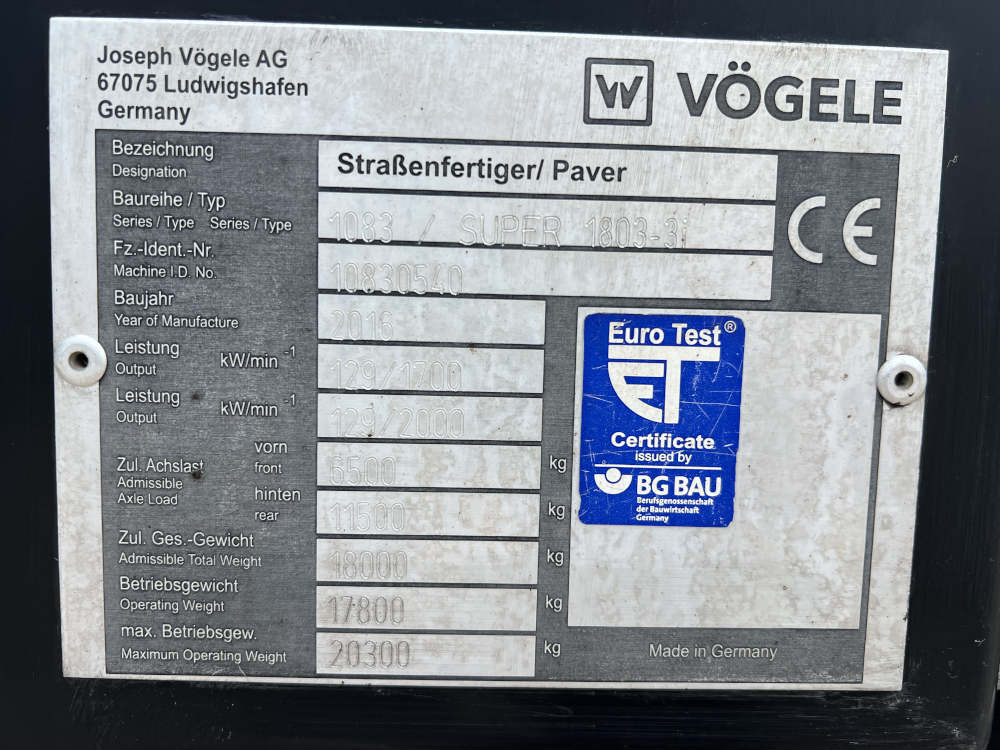 Joseph Vögele AG
67075 Ludwigshafen
Germany
W VÖGELE
Bezeichnung
Designation
Straßenfertiger/ Paver
Baureihe / Typ
Series / Type Series / Type
1083 / SUPER 1803-3i
CE
Fz.-Ident.-Nr.
Machine I.D. No.
10830540
Baujahr
Year of Manufacture
2016
Leistung
Output
kW/min -1
129/1700
Leistung
Output
kW/min -1
129/2000
Zul. Achslast
Admissible
Axle Load
vorn
front
6500 kg
hinten
rear
11500 kg
Zul. Ges.-Gewicht
Admissible Total Weight
18000 kg
Betriebsgewicht
Operating Weight
17800 kg
max. Betriebsgew.
Maximum Operating Weight
20300 kg
Euro Test®
ET
Certificate
issued by
BG BAU
Berufsgenossenschaft
der Bauwirtschaft
Germany
Made in Germany